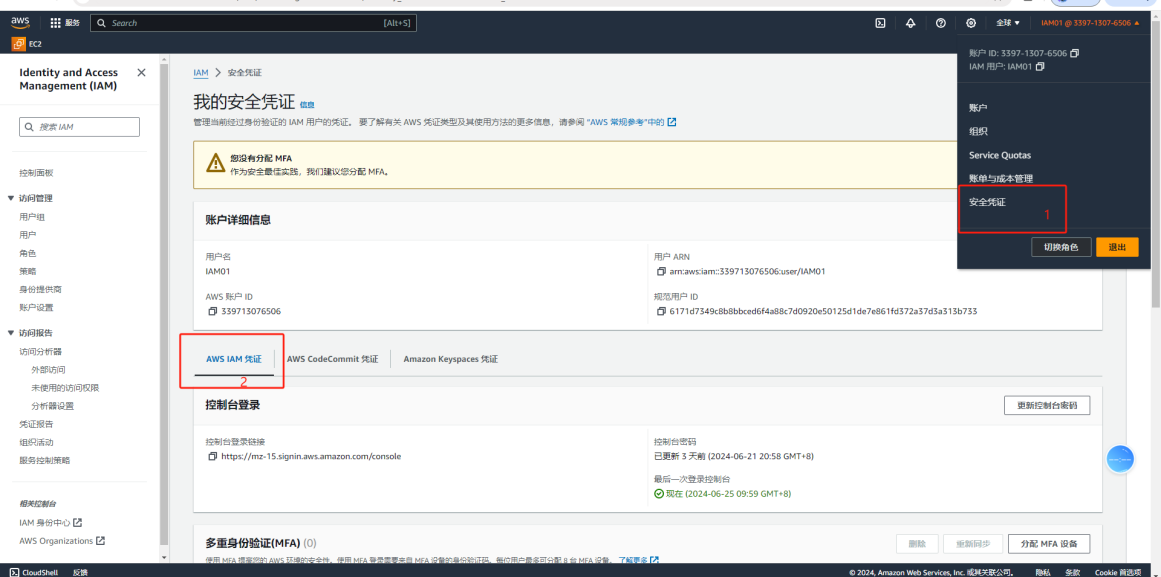 aws
服务
Search
[Alt+S]
全球 ▼
IAM01 @ 3397-1307-6506 ▲
EC2
Identity and Access Management (IAM)
搜索 IAM
控制面板
▼ 访问管理
用户组
用户
角色
策略
身份提供商
账户设置
▼ 访问报告
访问分析器
外部访问
未使用的访问权限
分析器设置
凭证报告
组织活动
服务控制策略
相关控制台
IAM 身份中心
AWS Organizations
IAM > 安全凭证
我的安全凭证 信息
管理当前经过身份验证的 IAM 用户的凭证。 要了解有关 AWS 凭证类型及其使用方法的更多信息，请参阅 "AWS 常规参考"中的
您没有分配 MFA
作为安全最佳实践，我们建议您分配 MFA。
账户详细信息
用户名
IAM01
用户 ARN
arn:aws:iam::339713076506:user/IAM01
AWS 账户 ID
339713076506
规范用户 ID
6171d7349c8b8bbced6f4a88c7d0920e50125d1de7e861fd372a37d3a313b733
AWS IAM 凭证
2
AWS CodeCommit 凭证
Amazon Keyspaces 凭证
控制台登录
更新控制台密码
控制台登录链接
https://mz-15.signin.aws.amazon.com/console
控制台密码
已更新 3 天前 (2024-06-21 20:58 GMT+8)
最后一次登录控制台
现在 (2024-06-25 09:59 GMT+8)
多重身份验证(MFA) (0)
删除
重新同步
分配 MFA 设备
使用 MFA 提高您的 AWS 环境的安全性。使用 MFA 登录需要来自 MFA 设备的身份验证码。每位用户最多可分配 8 台 MFA 设备。 了解更多
账户 ID: 3397-1307-6506
IAM 用户: IAM01
账户
组织
Service Quotas
账单与成本管理
安全凭证
1
切换角色
退出
CloudShell
反馈
© 2024, Amazon Web Services, Inc. 或其关联公司。
隐私
条款
Cookie 首选项